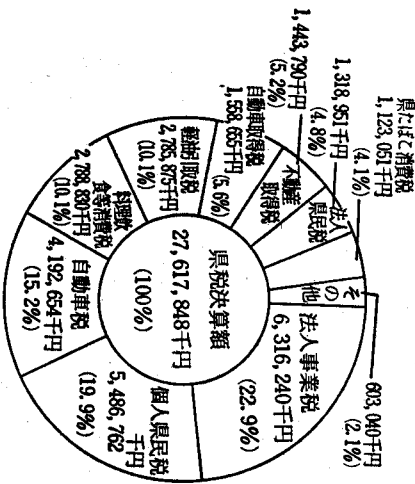 県税決算額
27,617,848千円
(100%)
法人事業税
6,316,240千円
(22.9%)
個人県民税
5,486,762
千円
(19.9%)
自動車税
4,192,654千円
(15.2%)
料理飲
食等消費税
2,788,830千円
(10.1%)
軽油引取税
2,785,875千円
(10.1%)
自動車取得税
1,558,655千円
(5.6%)
不動産
取得税
1,443,790千円
(5.2%)
法人
県民税
1,318,951千円
(4.8%)
県たばこ消費税
1,123,051千円
(4.1%)
その他
603,040千円
(2.1%)